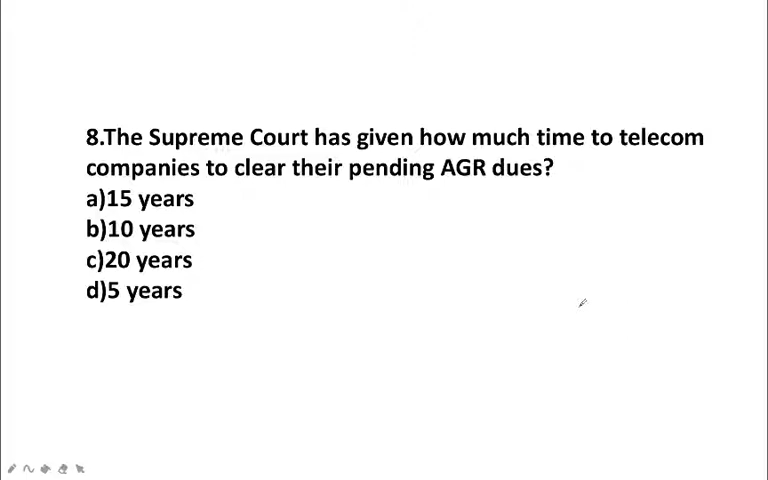 8.The Supreme Court has given how much time to telecom
companies to clear their pending AGR dues?
a)15 years
b)10 years
c)20 years
d)5 years